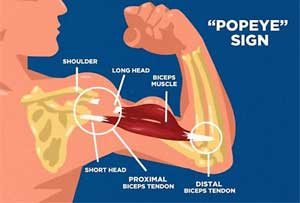 “POPEYE”
SIGN
SHOULDER
LONG HEAD
BICEPS
MUSCLE
SHORT HEAD
PROXIMAL
BICEPS TENDON
DISTAL
BICEPS TENDON